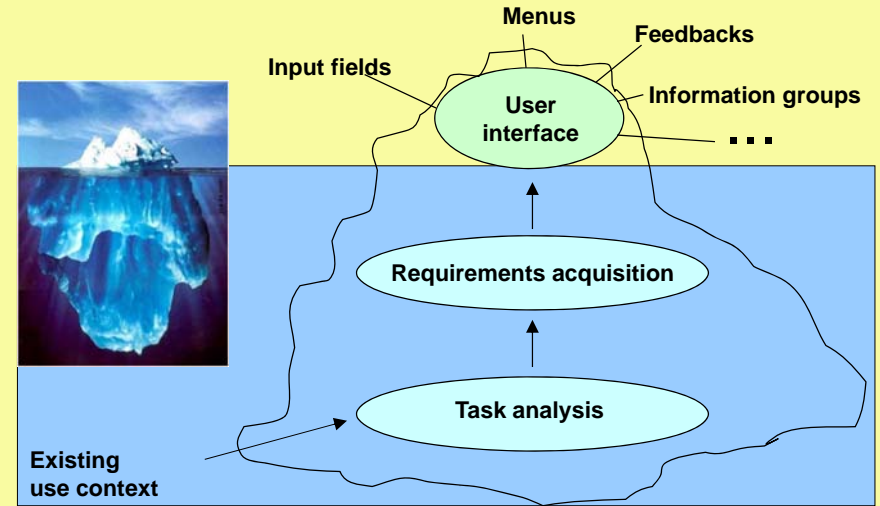 Menus
Feedbacks
Input fields
Information groups
User
interface
...
Requirements acquisition
Task analysis
Existing
use context